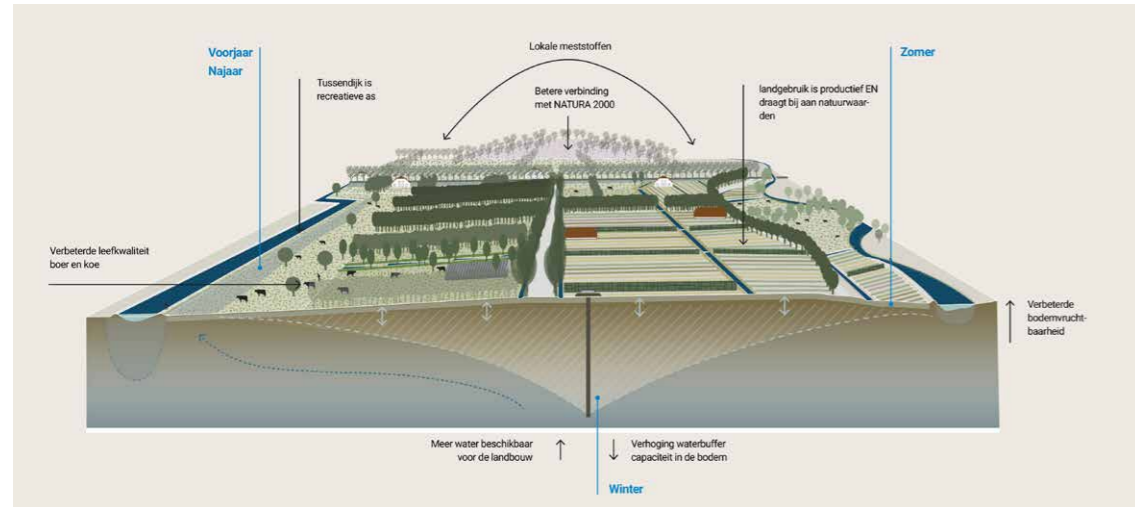 Voorjaar
Najaar
Tussendijk is
recreatieve as
Lokale meststoffen
Betere verbinding
met NATURA 2000
Zomer
landgebruik is productief EN
draagt bij aan natuurwaar-
den
Verbeterde leefkwaliteit
boer en koe
Verbeterde
bodemvrucht-
baarheid
Meer water beschikbaar
voor de landbouw
Verhoging waterbuffer
capaciteit in de bodem
Winter